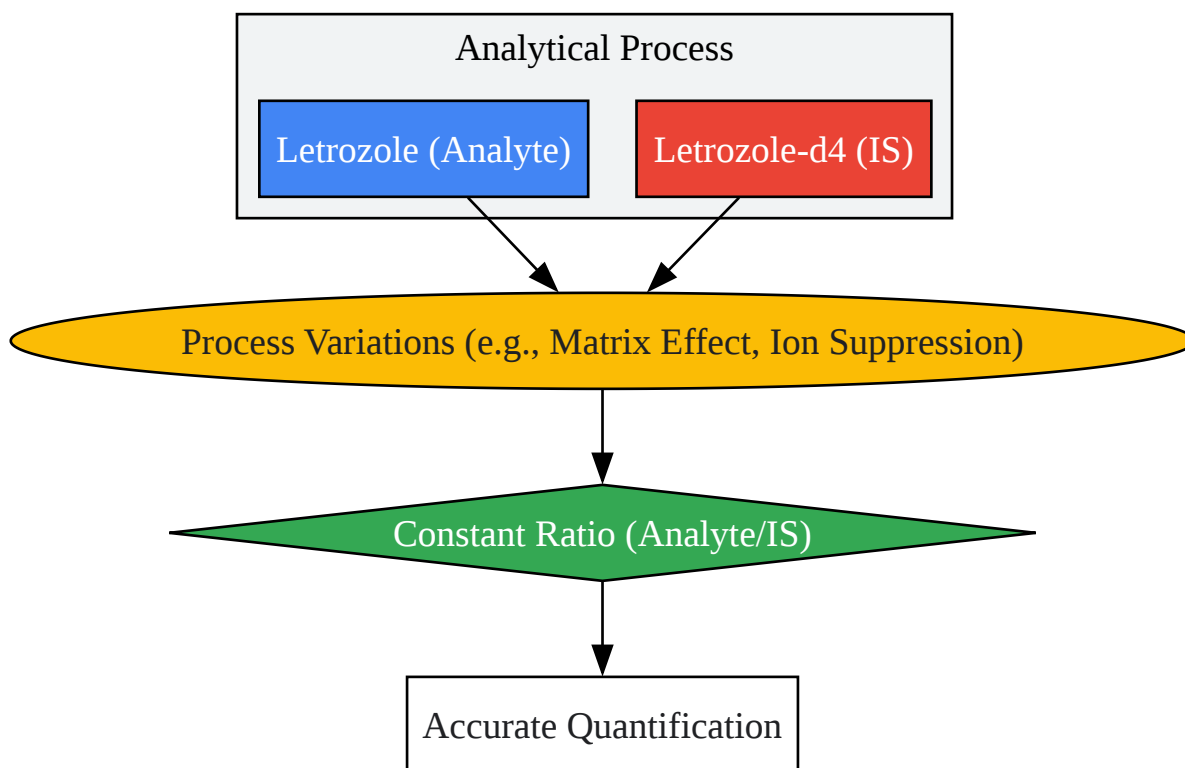 Analytical Process
Letrozole (Analyte)
Letrozole-d4 (IS)
Process Variations (e.g., Matrix Effect, Ion Suppression)
Constant Ratio (Analyte/IS)
Accurate Quantification